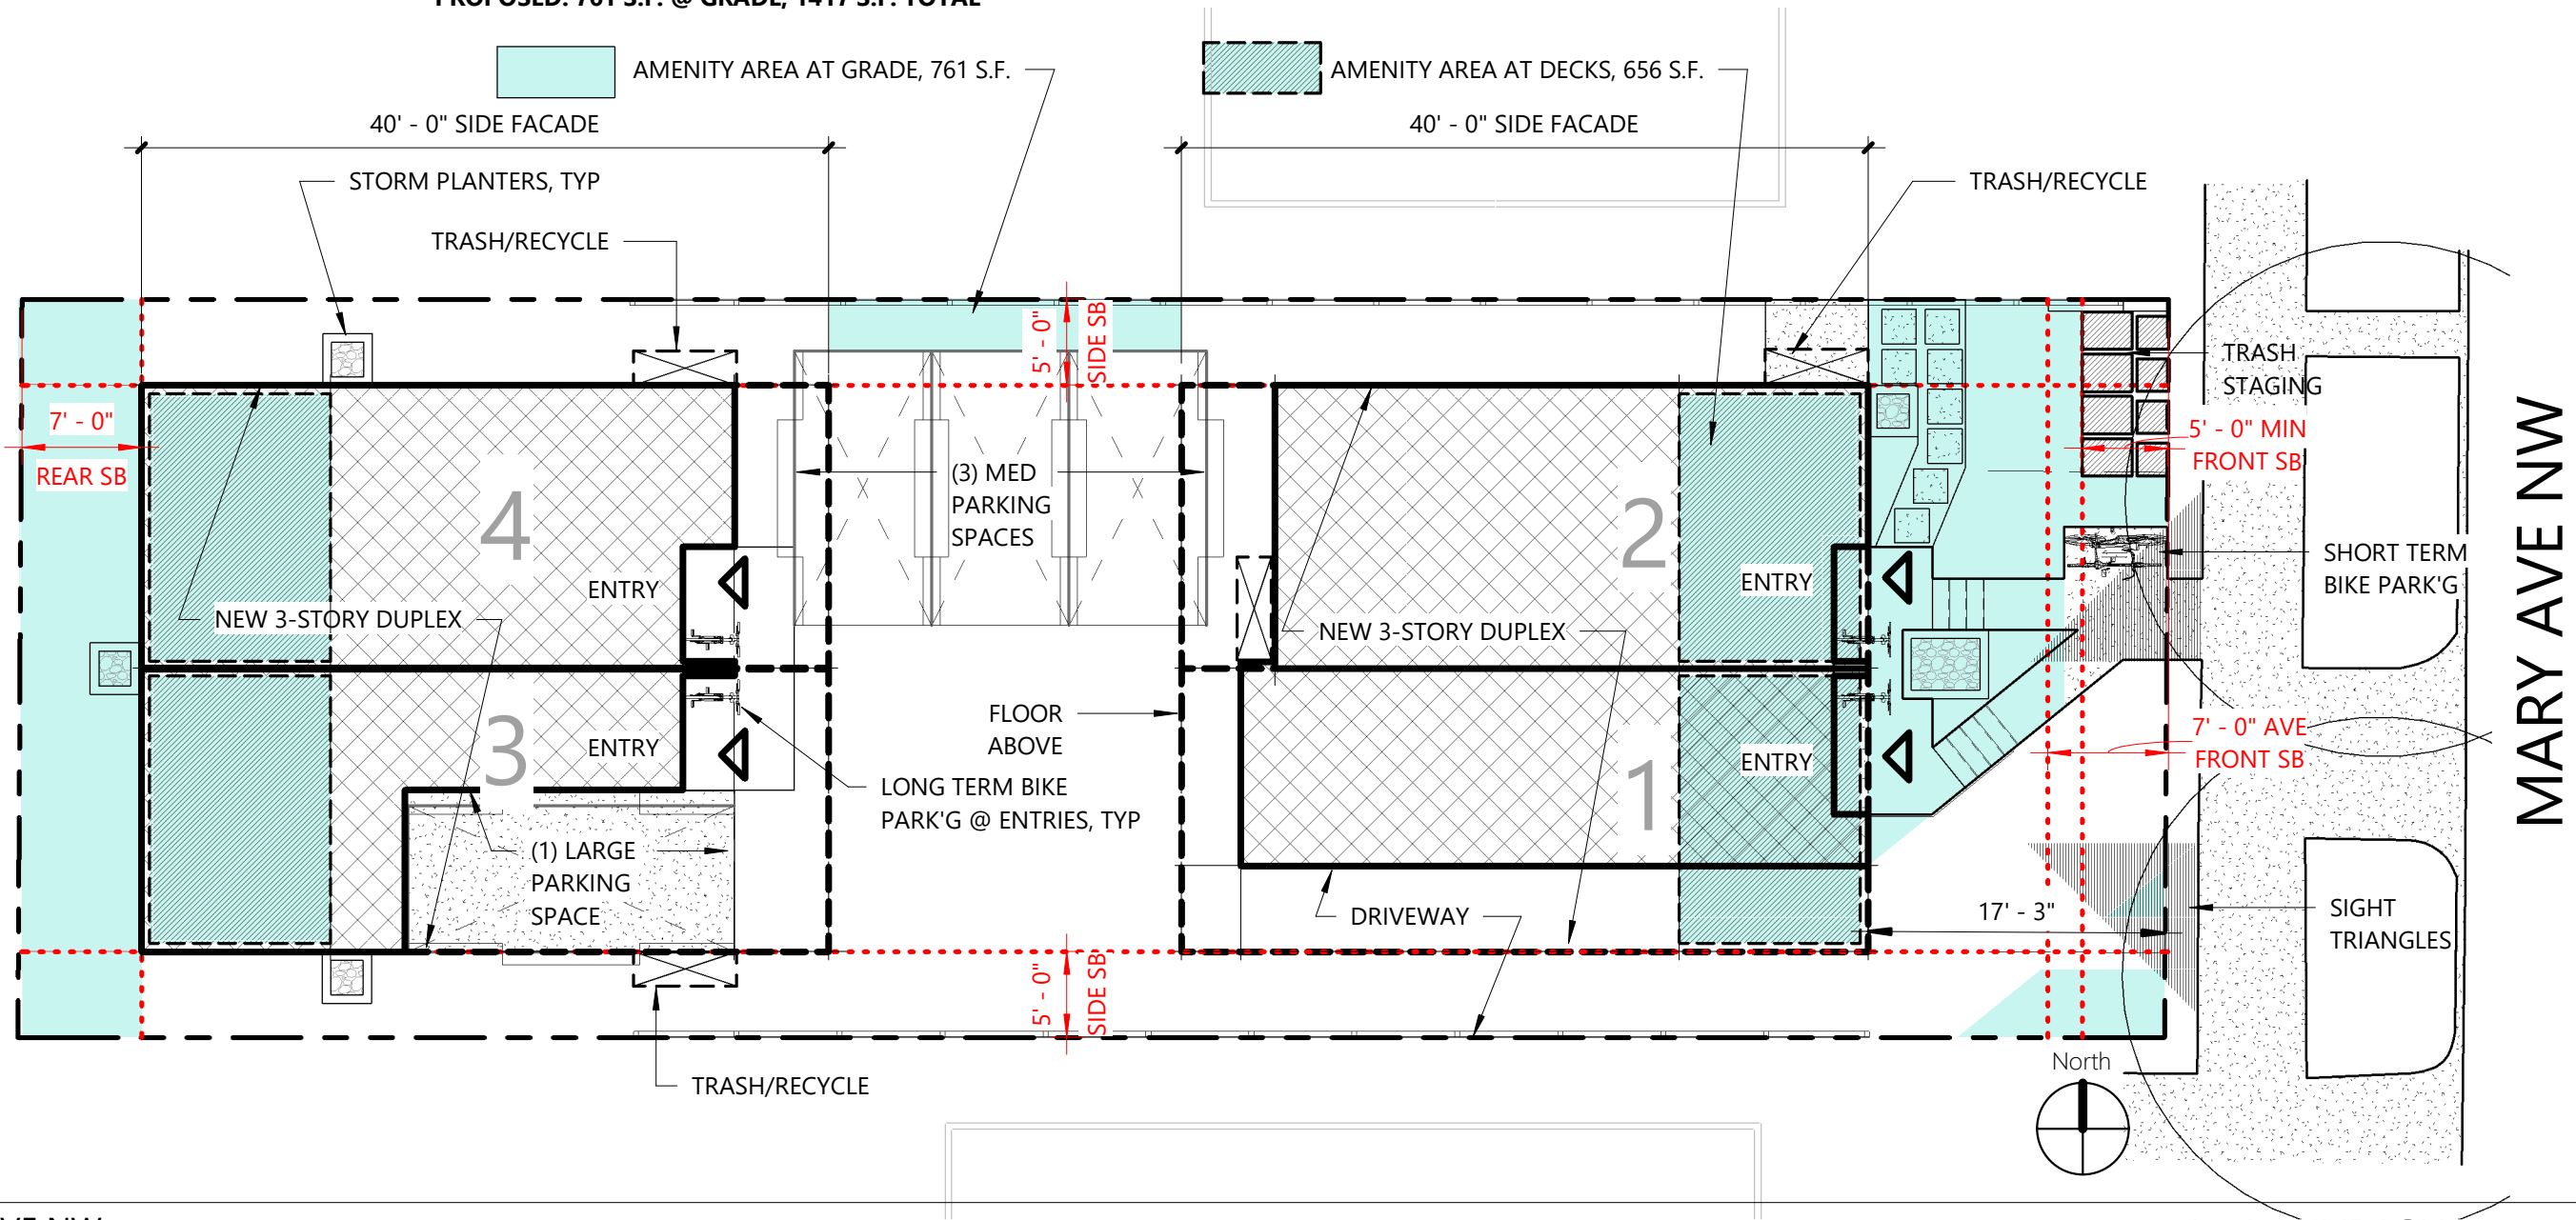 PROPOSED: 761 S.F. @ GRADE, 1417 S.F. TOTAL
AMENITY AREA AT GRADE, 761 S.F.
AMENITY AREA AT DECKS, 656 S.F.
40' - 0" SIDE FACADE
40' - 0" SIDE FACADE
STORM PLANTERS, TYP
TRASH/RECYCLE
TRASH/RECYCLE
5' - 0"
SIDE SB
TRASH
STAGING
7' - 0"
REAR SB
5' - 0" MIN
FRONT SB
(3) MED
PARKING
SPACES
4
2
ENTRY
ENTRY
SHORT TERM
BIKE PARK'G
NEW 3-STORY DUPLEX
NEW 3-STORY DUPLEX
MARY AVE NW
3
1
ENTRY
ENTRY
FLOOR
ABOVE
7' - 0" AVE
FRONT SB
LONG TERM BIKE
PARK'G @ ENTRIES, TYP
(1) LARGE
PARKING
SPACE
DRIVEWAY
17' - 3"
SIGHT
TRIANGLES
5' - 0"
SIDE SB
TRASH/RECYCLE
North